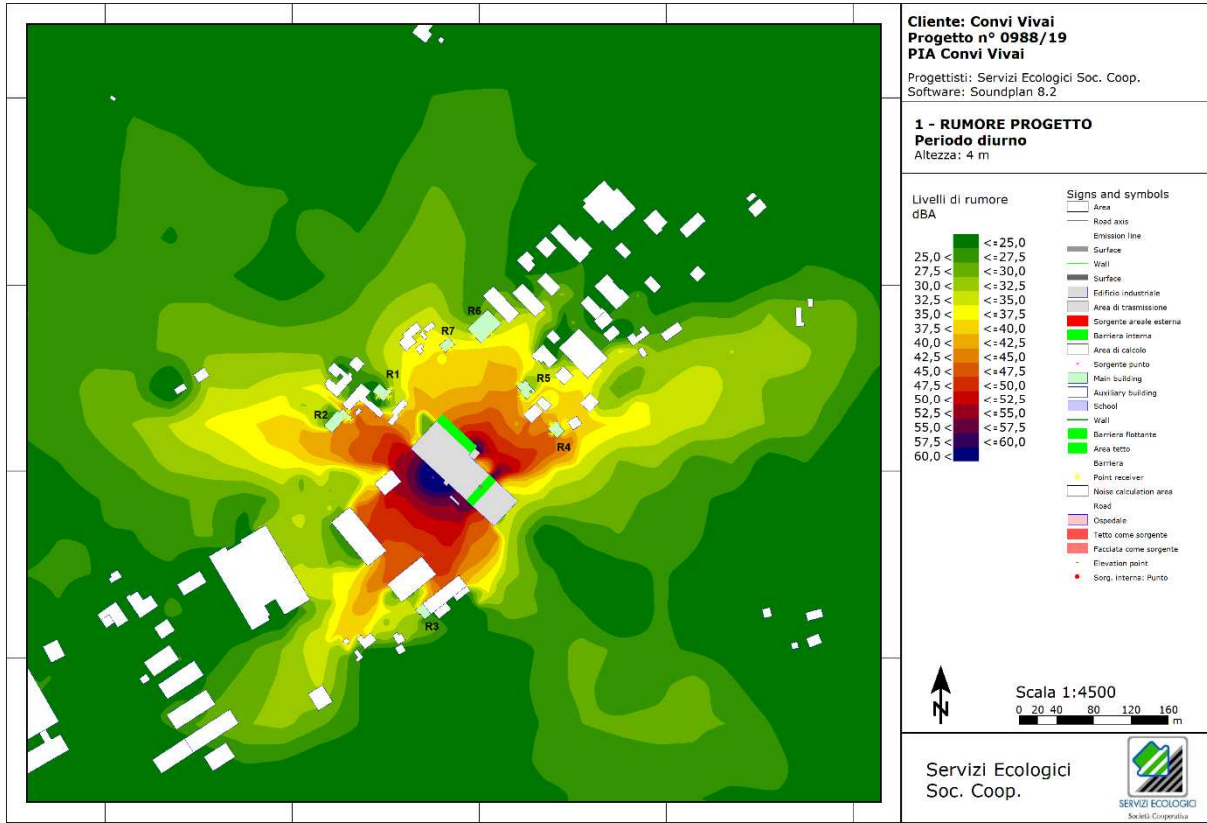 Cliente: Convi Vivai
Progetto n° 0988/19
PIA Convi Vivai
Progettisti: Servizi Ecologici Soc. Coop.
Software: Soundplan 8.2
1 - RUMORE PROGETTO
Periodo diurno
Altezza: 4 m
Livelli di rumore
dBA
<=25,0
25,0 < <=27,5
27,5 < <=30,0
30,0 < <=32,5
32,5 < <=35,0
35,0 < <=37,5
37,5 < <=40,0
40,0 < <=42,5
42,5 < <=45,0
45,0 < <=47,5
47,5 < <=50,0
50,0 < <=52,5
52,5 < <=55,0
55,0 < <=57,5
57,5 < <=60,0
60,0 <
Signs and symbols
Area
Road axis
Emission line
Surface
Wall
Surface
Edificio industriale
Area di trasmissione
Sorgente areale esterna
Barriera interna
Area di calcolo
Sorgente punto
Main building
Auxiliary building
School
Wall
Barriera flottante
Area tetto
Barriera
Point receiver
Noise calculation area
Road
Ospedale
Tetto come sorgente
Facciata come sorgente
Elevation point
Sorg. interna: Punto
R6
R7
R1
R5
R2
R4
R3
N
Scala 1:4500
0 20 40 80 120 160
m
Servizi Ecologici
Soc. Coop.
SERVIZI ECOLOGICI
Società Cooperativa